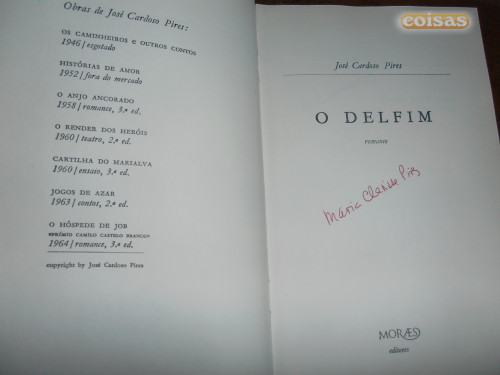 Obras de José Cardoso Pires:
OS CAMINHEIROS E OUTROS CONTOS
1946 / esgotado
HISTÓRIAS DE AMOR
1952 / fora do mercado
O ANJO ANCORADO
1958 / romance, 3.ª ed.
O RENDER DOS HERÓIS
1960 / teatro, 2.ª ed.
CARTILHA DO MARIALVA
1960 / ensaio, 3.ª ed.
JOGOS DE AZAR
1963 / contos, 2.ª ed.
O HÓSPEDE DE JOB
«PRÉMIO CAMILO CASTELO BRANCO»
1964 / romance, 3.ª ed.
copyright by José Cardoso Pires
coisas
José Cardoso Pires
O DELFIM
romance
Maria Clarisse Pires
MORÆS
editores